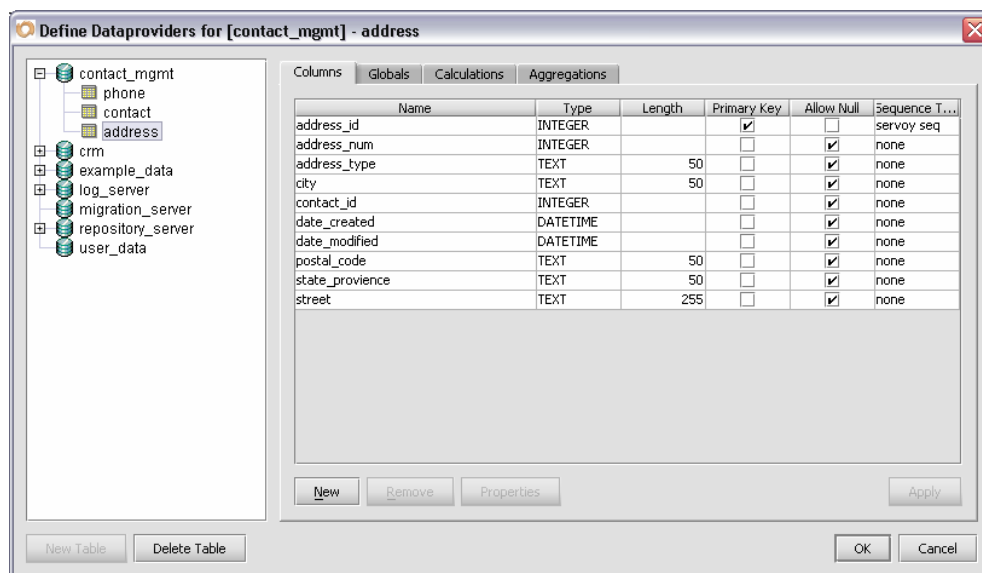 Define Dataproviders for [contact_mgmt] - address
contact_mgmt
phone
contact
address
crm
example_data
log_server
migration_server
repository_server
user_data
Columns Globals Calculations Aggregations
Name Type Length Primary Key Allow Null Sequence T...
address_id INTEGER servoy seq
address_num INTEGER none
address_type TEXT 50 none
city TEXT 50 none
contact_id INTEGER none
date_created DATETIME none
date_modified DATETIME none
postal_code TEXT 50 none
state_provience TEXT 50 none
street TEXT 255 none
New Remove Properties Apply
New Table Delete Table OK Cancel